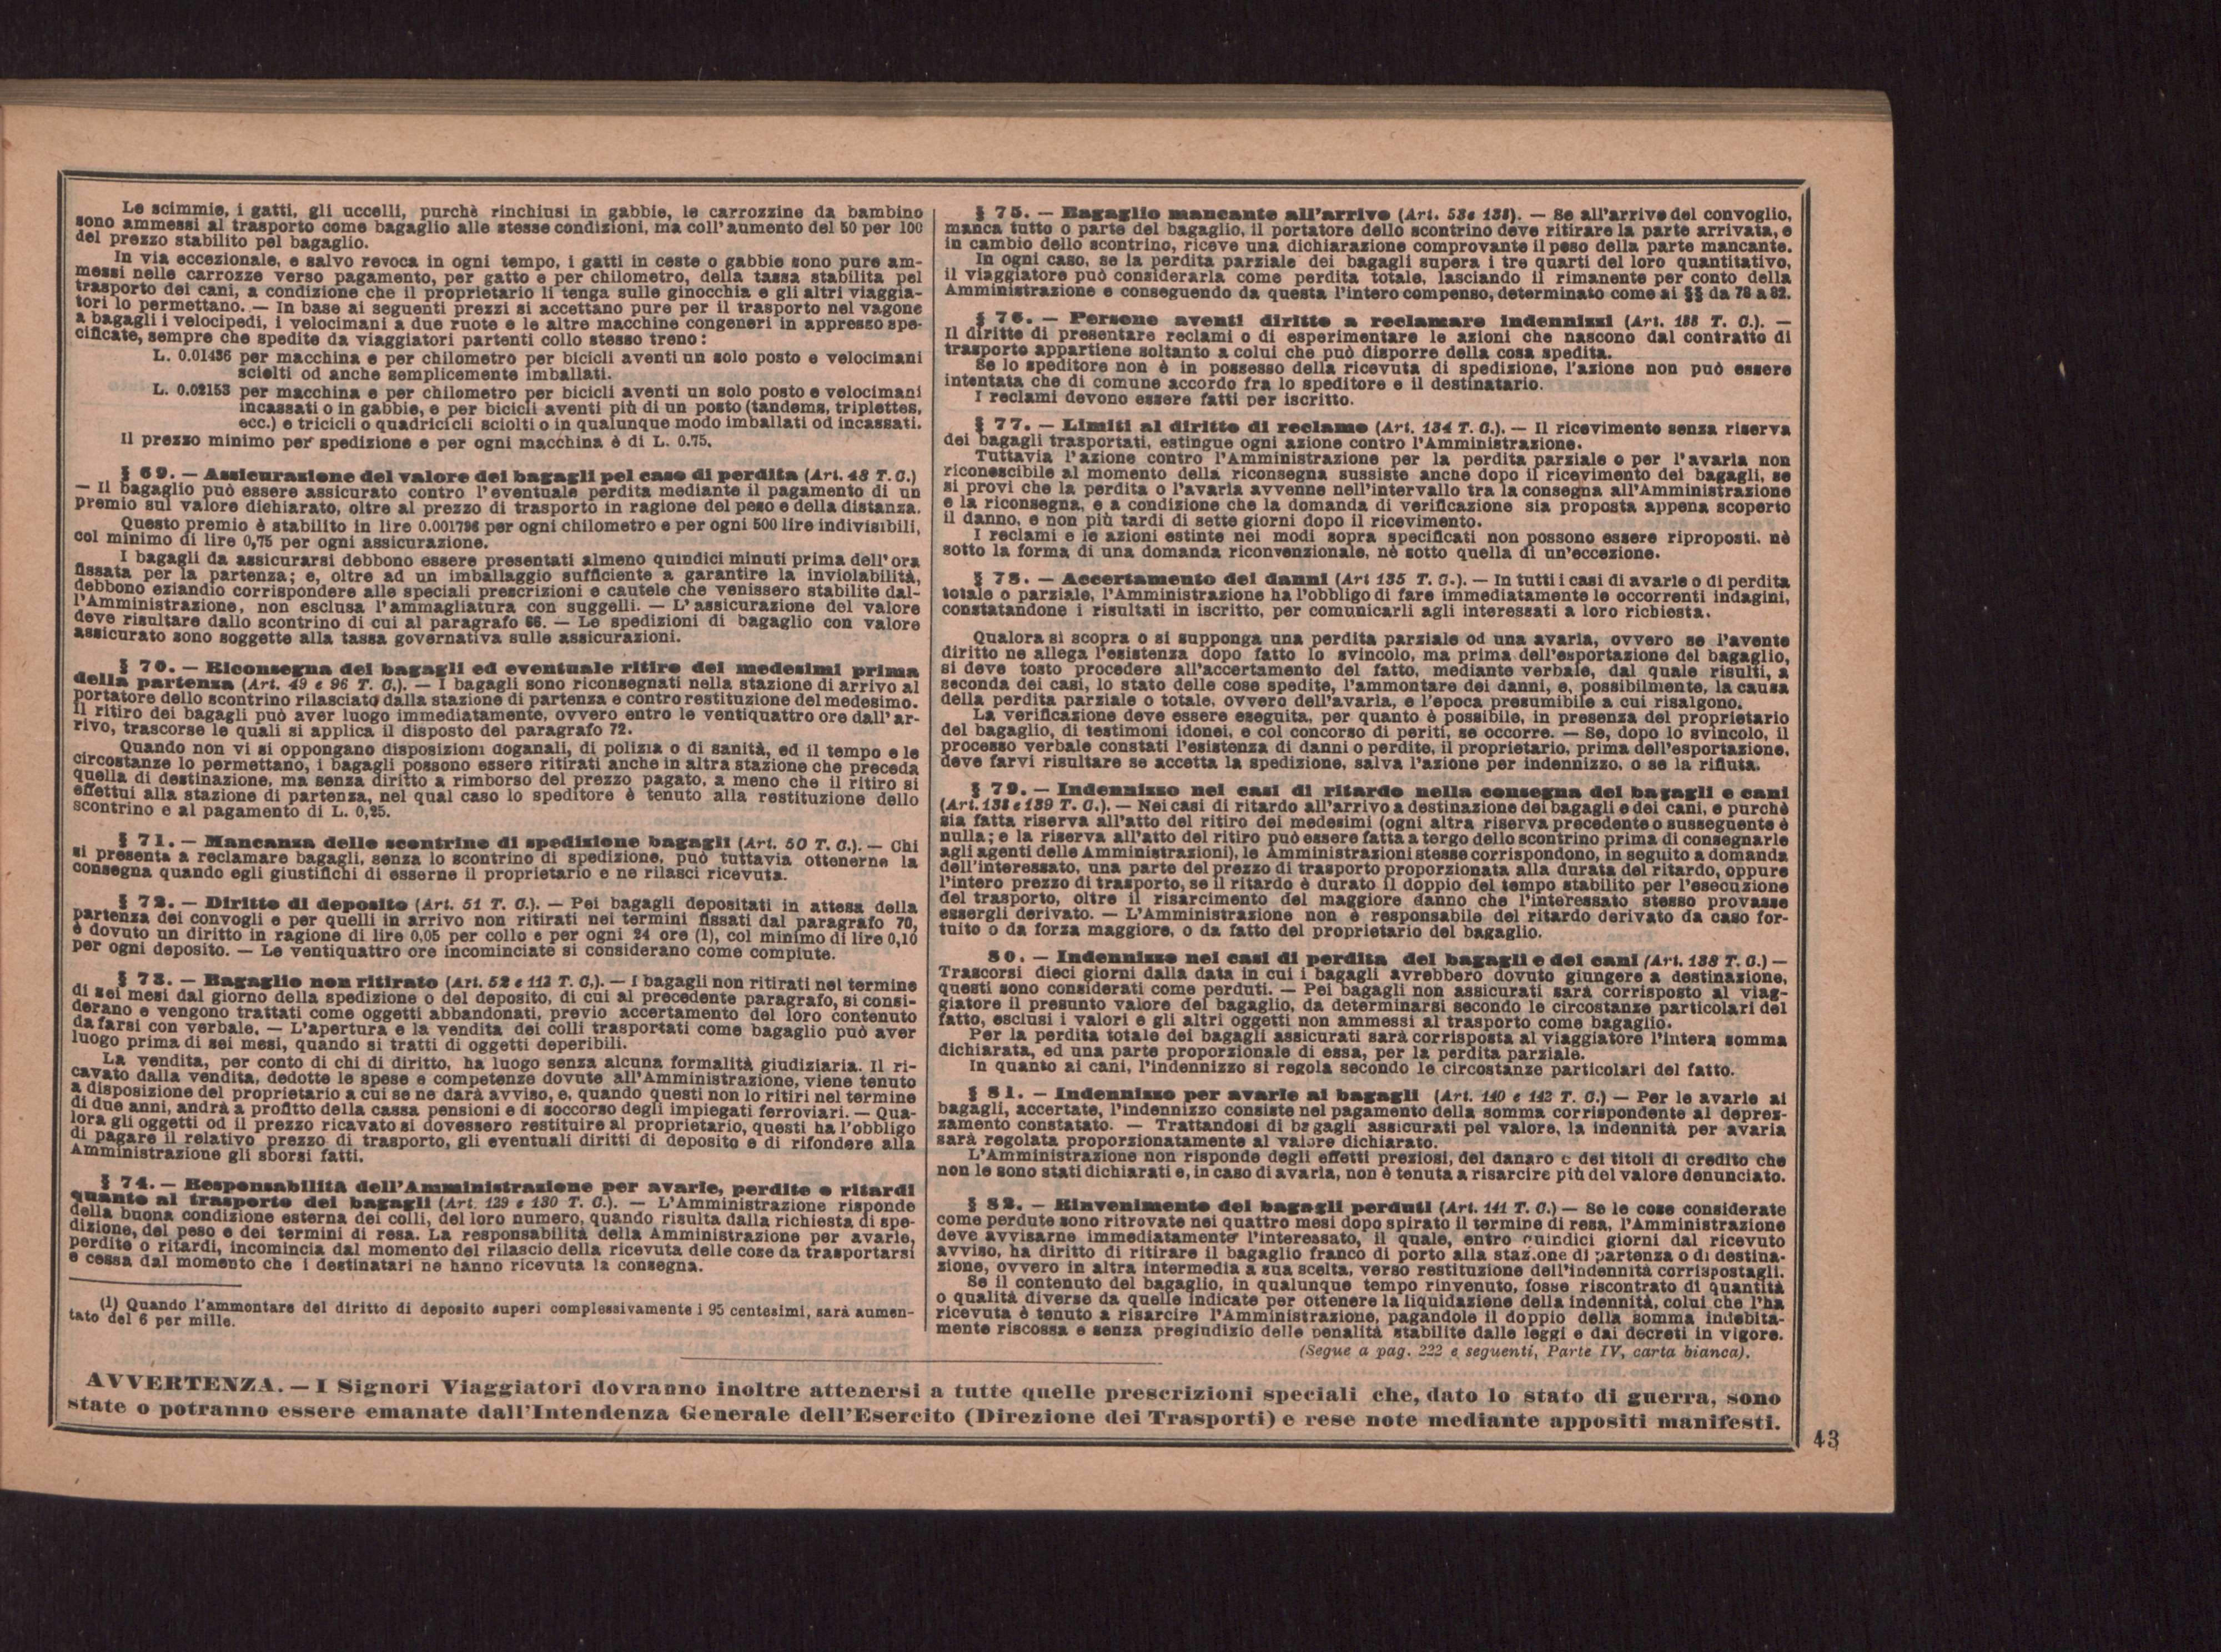 Le scimmie, i gatti, gli uccelli, purchè rinchiusi in gabbie, le carrozzine da bambino
sono ammessi al trasporto come bagaglio alle stesse condizioni, ma coll'aumento del 50 per 100
del prezzo stabilito pel bagaglio.
In via eccezionale, e salvo revoca in ogni tempo, i gatti in ceste o gabbie sono pure am-
messi nelle carrozze verso pagamento, per gatto e per chilometro, della tassa stabilita pel
trasporto dei cani, a condizione che il proprietario li tenga sulle ginocchia e gli altri viaggia-
tori lo permettano. — In base ai seguenti prezzi si accettano pure per il trasporto nel vagone
a bagagli i velocipedi, i velocimani a due ruote e le altre macchine congeneri in appresso spe-
cificate, sempre che spedite da viaggiatori partenti collo stesso treno:
L. 0.01436 per macchina e per chilometro per bicicli aventi un solo posto e velocimani
sciolti od anche semplicemente imballati.
L. 0.02153 per macchina e per chilometro per bicicli aventi un solo posto e velocimani
incassati o in gabbie, e per bicicli aventi più di un posto (tandems, triplettes,
ecc.) e tricicli o quadricicli sciolti o in qualunque modo imballati od incassati.
Il prezzo minimo per spedizione e per ogni macchina è di L. 0.75.
§ 69. — Assicurazione del valore dei bagagli pel caso di perdita (Art. 48 T. C.)
— Il bagaglio può essere assicurato contro l'eventuale perdita mediante il pagamento di un
premio sul valore dichiarato, oltre al prezzo di trasporto in ragione del peso e della distanza.
Questo premio è stabilito in lire 0.001796 per ogni chilometro e per ogni 500 lire indivisibili,
col minimo di lire 0,75 per ogni assicurazione.
I bagagli da assicurarsi debbono essere presentati almeno quindici minuti prima dell'ora
fissata per la partenza; e, oltre ad un imballaggio sufficiente a garantire la inviolabilità,
debbono eziandio corrispondere alle speciali prescrizioni e cautele che venissero stabilite dal-
l'Amministrazione, non esclusa l'ammagliatura con suggelli. — L'assicurazione del valore
deve risultare dallo scontrino di cui al paragrafo 66. — Le spedizioni di bagaglio con valore
assicurato sono soggette alla tassa governativa sulle assicurazioni.
§ 70. — Riconsegna dei bagagli ed eventuale ritiro dei medesimi prima
della partenza (Art. 49 e 96 T. C.). — I bagagli sono riconsegnati nella stazione di arrivo al
portatore dello scontrino rilasciato dalla stazione di partenza e contro restituzione del medesimo.
Il ritiro dei bagagli può aver luogo immediatamente, ovvero entro le ventiquattro ore dall'ar-
rivo, trascorse le quali si applica il disposto del paragrafo 72.
Quando non vi si oppongano disposizioni doganali, di polizia o di sanità, ed il tempo e le
circostanze lo permettano, i bagagli possono essere ritirati anche in altra stazione che preceda
quella di destinazione, ma senza diritto a rimborso del prezzo pagato, a meno che il ritiro si
effettui alla stazione di partenza, nel qual caso lo speditore è tenuto alla restituzione dello
scontrino e al pagamento di L. 0,25.
§ 71. — Mancanza dello scontrino di spedizione bagagli (Art. 50 T. C.). — Chi
si presenta a reclamare bagagli, senza lo scontrino di spedizione, può tuttavia ottenerne la
consegna quando egli giustifichi di esserne il proprietario e ne rilasci ricevuta.
§ 72. — Diritto di deposito (Art. 51 T. C.). — Pei bagagli depositati in attesa della
partenza dei convogli e per quelli in arrivo non ritirati nei termini fissati dal paragrafo 70,
è dovuto un diritto in ragione di lire 0,05 per collo e per ogni 24 ore (1), col minimo di lire 0,10
per ogni deposito. — Le ventiquattro ore incominciate si considerano come compiute.
§ 73. — Bagaglio non ritirato (Art. 52 e 112 T. C.). — I bagagli non ritirati nel termine
di sei mesi dal giorno della spedizione o del deposito, di cui al precedente paragrafo, si consi-
derano e vengono trattati come oggetti abbandonati, previo accertamento del loro contenuto
da farsi con verbale. — L'apertura e la vendita dei colli trasportati come bagaglio può aver
luogo prima di sei mesi, quando si tratti di oggetti deperibili.
La vendita, per conto di chi di diritto, ha luogo senza alcuna formalità giudiziaria. Il ri-
cavato dalla vendita, dedotte le spese e competenze dovute all'Amministrazione, viene tenuto
a disposizione del proprietario a cui se ne darà avviso, e, quando questi non lo ritiri nel termine
di due anni, andrà a profitto della cassa pensioni e di soccorso degli impiegati ferroviari. — Qua-
lora gli oggetti od il prezzo ricavato si dovessero restituire al proprietario, questi ha l'obbligo
di pagare il relativo prezzo di trasporto, gli eventuali diritti di deposito e di rifondere alla
Amministrazione gli sborsi fatti.
§ 74. — Responsabilità dell'Amministrazione per avarie, perdite o ritardi
quanto al trasporto dei bagagli (Art. 129 e 130 T. C.). — L'Amministrazione risponde
della buona condizione esterna dei colli, del loro numero, quando risulta dalla richiesta di spe-
dizione, del peso e dei termini di resa. La responsabilità della Amministrazione per avarie,
perdite o ritardi, incomincia dal momento del rilascio della ricevuta delle cose da trasportarsi
e cessa dal momento che i destinatari ne hanno ricevuta la consegna.
(1) Quando l'ammontare del diritto di deposito superi complessivamente i 95 centesimi, sarà aumen-
tato del 6 per mille.
§ 75. — Bagaglio mancante all'arrivo (Art. 53 e 138). — Se all'arrivo del convoglio,
manca tutto o parte del bagaglio, il portatore dello scontrino deve ritirare la parte arrivata, e
in cambio dello scontrino, riceve una dichiarazione comprovante il peso della parte mancante.
In ogni caso, se la perdita parziale dei bagagli supera i tre quarti del loro quantitativo,
il viaggiatore può considerarla come perdita totale, lasciando il rimanente per conto della
Amministrazione e conseguendo da questa l'intero compenso, determinato come ai §§ da 78 a 82.
§ 76. — Persone aventi diritto a reclamare indennizzi (Art. 133 T. C.). —
Il diritto di presentare reclami o di esperimentare le azioni che nascono dal contratto di
trasporto appartiene soltanto a colui che può disporre della cosa spedita.
Se lo speditore non è in possesso della ricevuta di spedizione, l'azione non può essere
intentata che di comune accordo fra lo speditore e il destinatario.
I reclami devono essere fatti per iscritto.
§ 77. — Limiti al diritto di reclamo (Art. 134 T. C.). — Il ricevimento senza riserva
dei bagagli trasportati, estingue ogni azione contro l'Amministrazione.
Tuttavia l'azione contro l'Amministrazione per la perdita parziale o per l'avaria non
riconoscibile al momento della riconsegna sussiste anche dopo il ricevimento dei bagagli, se
si provi che la perdita o l'avaria avvenne nell'intervallo tra la consegna all'Amministrazione
e la riconsegna, e a condizione che la domanda di verificazione sia proposta appena scoperto
il danno, e non più tardi di sette giorni dopo il ricevimento.
I reclami e le azioni estinte nei modi sopra specificati non possono essere riproposti, nè
sotto la forma di una domanda riconvenzionale, nè sotto quella di un'eccezione.
§ 78. — Accertamento dei danni (Art 135 T. C.). — In tutti i casi di avarie o di perdita
totale o parziale, l'Amministrazione ha l'obbligo di fare immediatamente le occorrenti indagini,
constatandone i risultati in iscritto, per comunicarli agli interessati a loro richiesta.
Qualora si scopra o si supponga una perdita parziale od una avaria, ovvero se l'avente
diritto ne allega l'esistenza dopo fatto lo svincolo, ma prima dell'esportazione del bagaglio,
si deve tosto procedere all'accertamento del fatto, mediante verbale, dal quale risulti, a
seconda dei casi, lo stato delle cose spedite, l'ammontare dei danni, e, possibilmente, la causa
della perdita parziale o totale, ovvero dell'avaria, e l'epoca presumibile a cui risalgono.
La verificazione deve essere eseguita, per quanto è possibile, in presenza del proprietario
del bagaglio, di testimoni idonei, e col concorso di periti, se occorre. — Se, dopo lo svincolo, il
processo verbale constati l'esistenza di danni o perdite, il proprietario, prima dell'esportazione,
deve farvi risultare se accetta la spedizione, salva l'azione per indennizzo, o se la rifiuta.
§ 79. — Indennizzo nei casi di ritardo nella consegna dei bagagli e cani
(Art. 138 e 139 T. C.). — Nei casi di ritardo all'arrivo a destinazione dei bagagli e dei cani, e purchè
sia fatta riserva all'atto del ritiro dei medesimi (ogni altra riserva precedente o susseguente è
nulla; e la riserva all'atto del ritiro può essere fatta a tergo dello scontrino prima di consegnarle
agli agenti delle Amministrazioni), le Amministrazioni stesse corrispondono, in seguito a domanda
dell'interessato, una parte del prezzo di trasporto proporzionata alla durata del ritardo, oppure
l'intero prezzo di trasporto, se il ritardo è durato il doppio del tempo stabilito per l'esecuzione
del trasporto, oltre il risarcimento del maggiore danno che l'interessato stesso provasse
essergli derivato. — L'Amministrazione non è responsabile del ritardo derivato da caso for-
tuito o da forza maggiore, o da fatto del proprietario del bagaglio.
80. — Indennizzo nei casi di perdita dei bagagli e dei cani (Art. 138 T. C.) —
Trascorsi dieci giorni dalla data in cui i bagagli avrebbero dovuto giungere a destinazione,
questi sono considerati come perduti. — Pei bagagli non assicurati sarà corrisposto al viag-
giatore il presunto valore del bagaglio, da determinarsi secondo le circostanze particolari del
fatto, esclusi i valori e gli altri oggetti non ammessi al trasporto come bagaglio.
Per la perdita totale dei bagagli assicurati sarà corrisposta al viaggiatore l'intera somma
dichiarata, ed una parte proporzionale di essa, per la perdita parziale.
In quanto ai cani, l'indennizzo si regola secondo le circostanze particolari del fatto.
§ 81. — Indennizzo per avarie ai bagagli (Art. 140 e 142 T. C.) — Per le avarie ai
bagagli, accertate, l'indennizzo consiste nel pagamento della somma corrispondente al deprez-
zamento constatato. — Trattandosi di bagagli assicurati pel valore, la indennità per avaria
sarà regolata proporzionatamente al valore dichiarato.
L'Amministrazione non risponde degli effetti preziosi, del danaro e dei titoli di credito che
non le sono stati dichiarati e, in caso di avaria, non è tenuta a risarcire più del valore denunciato.
§ 82. — Rinvenimento dei bagagli perduti (Art. 141 T. C.) — Se le cose considerate
come perdute sono ritrovate nei quattro mesi dopo spirato il termine di resa, l'Amministrazione
deve avvisarne immediatamente l'interessato, il quale, entro quindici giorni dal ricevuto
avviso, ha diritto di ritirare il bagaglio franco di porto alla stazione di partenza o di destina-
zione, ovvero in altra intermedia a sua scelta, verso restituzione dell'indennità corrispostagli.
Se il contenuto del bagaglio, in qualunque tempo rinvenuto, fosse riscontrato di quantità
o qualità diverse da quelle indicate per ottenere la liquidazione della indennità, colui che l'ha
ricevuta è tenuto a risarcire l'Amministrazione, pagandole il doppio della somma indebita-
mente riscossa e senza pregiudizio delle penalità stabilite dalle leggi e dai decreti in vigore.
(Segue a pag. 222 e seguenti, Parte IV, carta bianca).
AVVERTENZA. — I Signori Viaggiatori dovranno inoltre attenersi a tutte quelle prescrizioni speciali che, dato lo stato di guerra, sono
state o potranno essere emanate dall'Intendenza Generale dell'Esercito (Direzione dei Trasporti) e rese note mediante appositi manifesti.
43